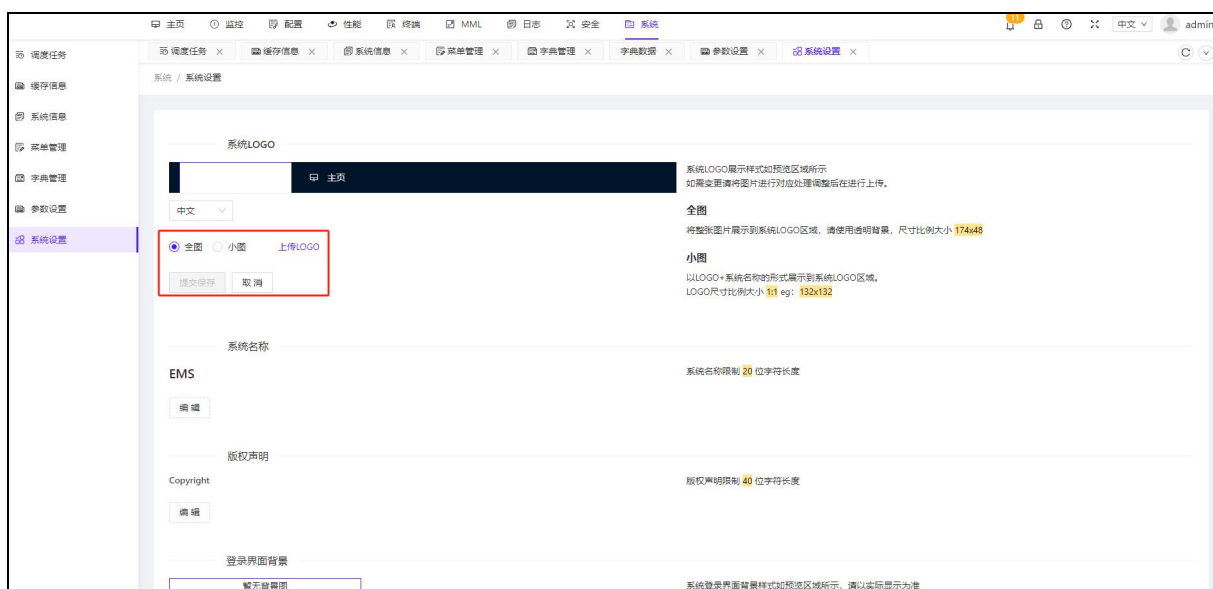 主页 监控 配置 性能 终端 MML 日志 安全 系统 11 中文 admin
调度任务 缓存信息 系统信息 菜单管理 字典管理 字典数据 参数设置 系统设置
系统 / 系统设置
调度任务
缓存信息
系统信息
菜单管理
字典管理
参数设置
系统设置
系统LOGO
主页
中文
全图 小图 上传LOGO
提交保存 取消
系统LOGO展示样式如预览区域所示
如需变更请将图片进行对应处理调整后在进行上传。
全图
将整张图片展示到系统LOGO区域，请使用透明背景，尺寸比例大小 174x48
小图
以LOGO+系统名称的形式展示到系统LOGO区域。
LOGO尺寸比例大小 1:1 eg: 132x132
系统名称
EMS
系统名称限制 20 位字符长度
编辑
版权声明
Copyright
版权声明限制 40 位字符长度
编辑
登录界面背景
暂无背景图
系统登录界面背景样式如预览区域所示，请以实际显示为准